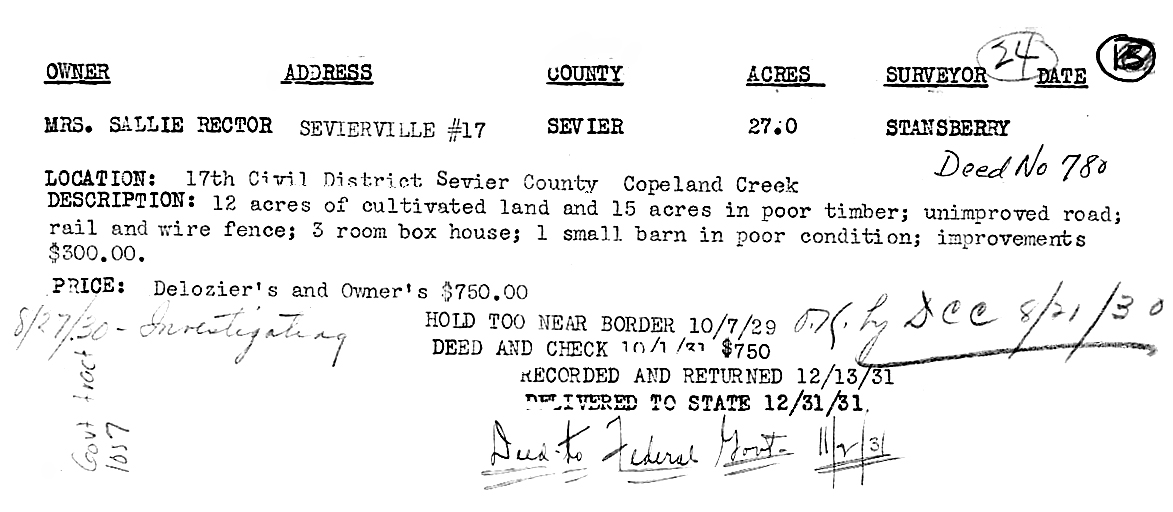 OWNER ADDRESS COUNTY ACRES SURVEYOR 24 DATE
MRS. SALLIE RECTOR SEVIERVILLE #17 SEVIER 27.0 STANSBERRY
Deed No 780
LOCATION: 17th Civil District Sevier County Copeland Creek
DESCRIPTION: 12 acres of cultivated land and 15 acres in poor timber; unimproved road;
rail and wire fence; 3 room box house; 1 small barn in poor condition; improvements
$300.00.
PRICE: Delozier's and Owner's $750.00
8/27/30 - Investigating
HOLD TOO NEAR BORDER 10/7/29 O.K. by DCC 8/21/30
DEED AND CHECK 10/1/31 $750
RECORDED AND RETURNED 12/13/31
DELIVERED TO STATE 12/31/31.
Deed to Federal Govt- 11/2/31
Govt tract
1057